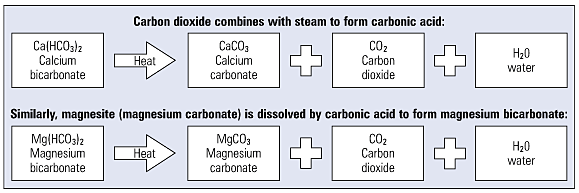 Carbon dioxide combines with steam to form carbonic acid:
Ca(HCO₃)₂
Calcium
bicarbonate
Heat
CaCO₃
Calcium
carbonate
+
CO₂
Carbon
dioxide
+
H₂0
water
Similarly, magnesite (magnesium carbonate) is dissolved by carbonic acid to form magnesium bicarbonate:
Mg(HCO₃)₂
Magnesium
bicarbonate
Heat
MgCO₃
Magnesium
carbonate
+
CO₂
Carbon
dioxide
+
H₂0
water